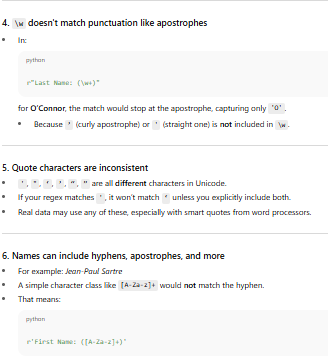 4. \w doesn't match punctuation like apostrophes
• In:
python
r"Last Name: (\w+)"
for O'Connor, the match would stop at the apostrophe, capturing only 'O'.
• Because ’ (curly apostrophe) or ' (straight one) is not included in \w.
5. Quote characters are inconsistent
are all different characters in Unicode.
If your regex matches ', it won't match ‘ unless you explicitly include both.
• Real data may use any of these, especially with smart quotes from word processors.
6. Names can include hyphens, apostrophes, and more
• For example: Jean-Paul Sartre
• A simple character class like [A-Za-z]+ would not match the hyphen.
• That means:
python
r'First Name: ([A-Za-z]+)'